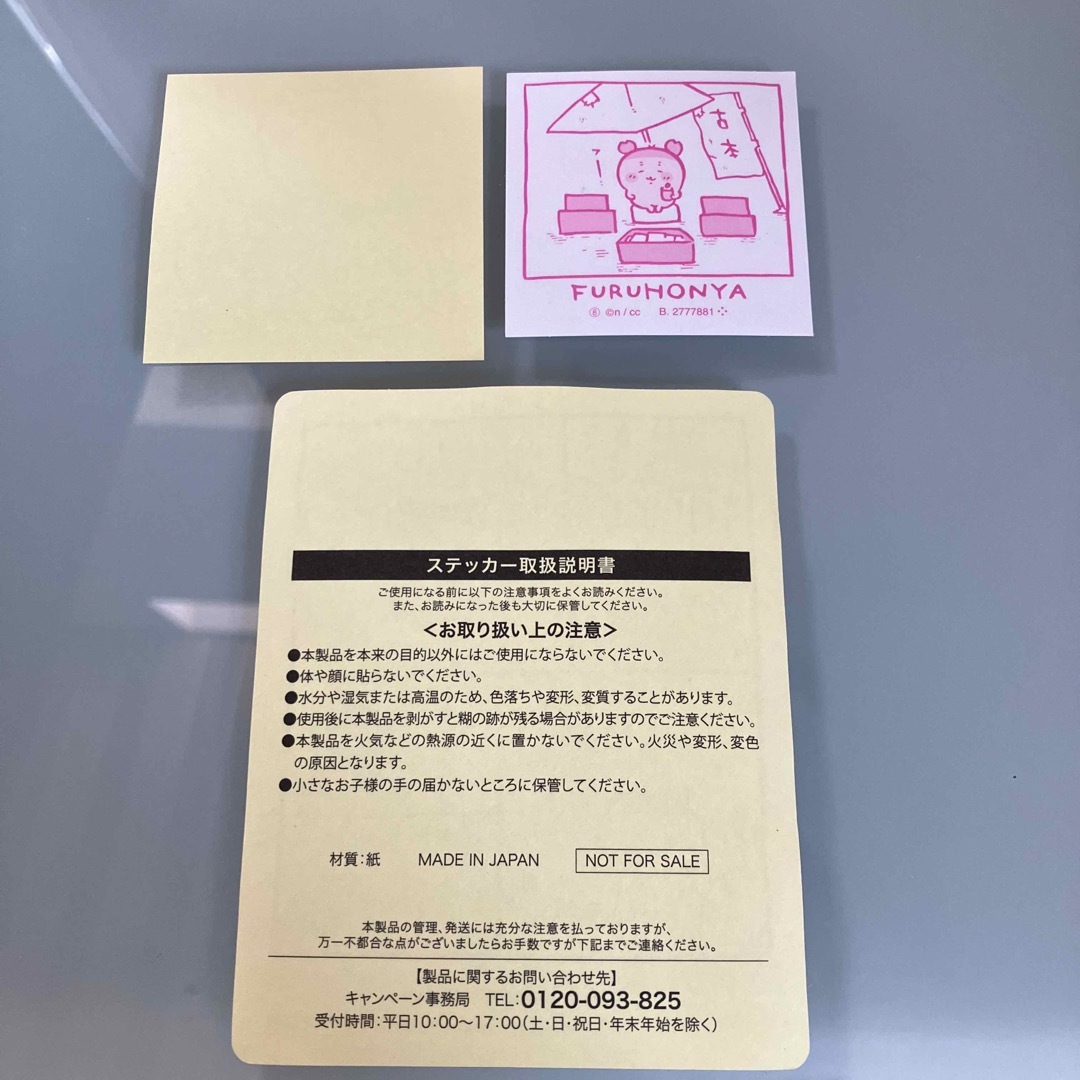 古本
FURUHONYA
⑧ ©n / cc B. 2777881
ステッカー取扱説明書
ご使用になる前に以下の注意事項をよくお読みください。
また、お読みになった後も大切に保管してください。
＜お取り扱い上の注意＞
●本製品を本来の目的以外にはご使用にならないでください。
●体や顔に貼らないでください。
●水分や湿気または高温のため、色落ちや変形、変質することがあります。
●使用後に本製品を剥がすと糊の跡が残る場合がありますのでご注意ください。
●本製品を火気などの熱源の近くに置かないでください。火災や変形、変色
の原因となります。
●小さなお子様の手の届かないところに保管してください。
材質：紙 MADE IN JAPAN NOT FOR SALE
本製品の管理、発送には充分な注意を払っておりますが、
万一不都合な点がございましたらお手数ですが下記までご連絡ください。
【製品に関するお問い合わせ先】
キャンペーン事務局 TEL：0120-093-825
受付時間：平日10：00〜17：00（土・日・祝日・年末年始を除く）